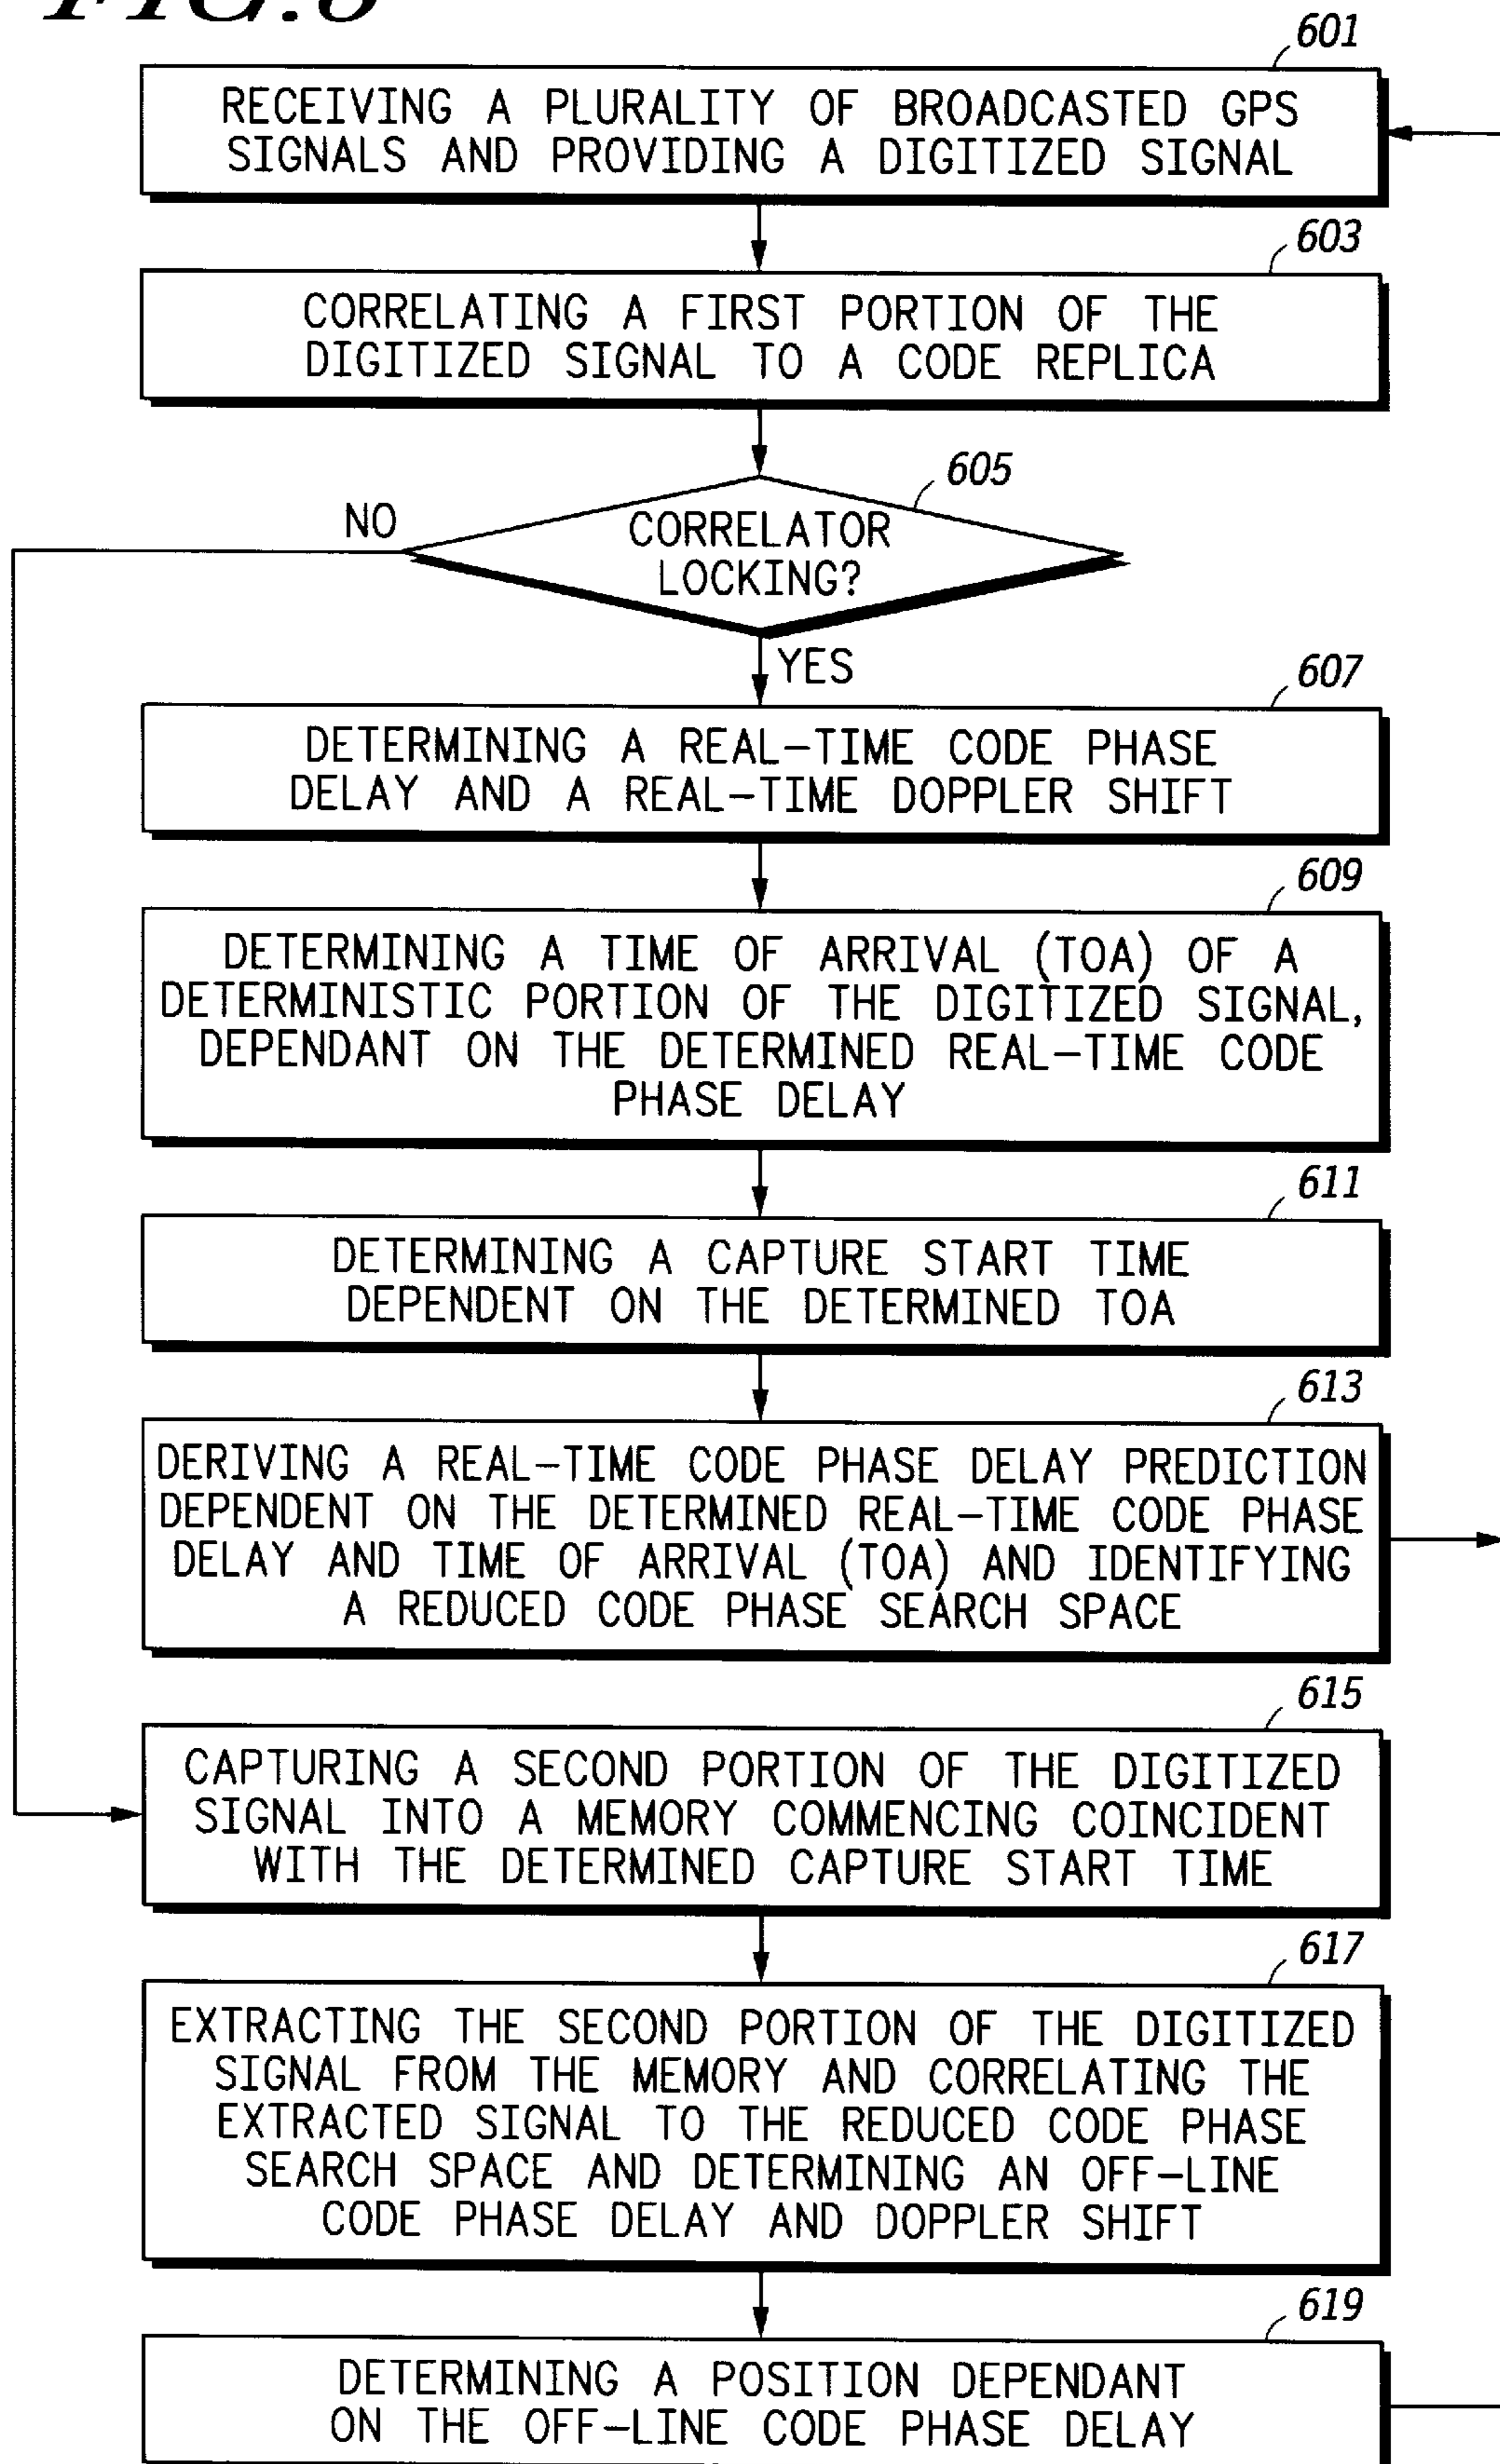 601
RECEIVING A PLURALITY OF BROADCASTED GPS
SIGNALS AND PROVIDING A DIGITIZED SIGNAL
603
CORRELATING A FIRST PORTION OF THE
DIGITIZED SIGNAL TO A CODE REPLICA
605
NO
CORRELATOR
LOCKING?
YES
607
DETERMINING A REAL-TIME CODE PHASE
DELAY AND A REAL-TIME DOPPLER SHIFT
609
DETERMINING A TIME OF ARRIVAL (TOA) OF A
DETERMINISTIC PORTION OF THE DIGITIZED SIGNAL,
DEPENDANT ON THE DETERMINED REAL-TIME CODE
PHASE DELAY
611
DETERMINING A CAPTURE START TIME
DEPENDENT ON THE DETERMINED TOA
613
DERIVING A REAL-TIME CODE PHASE DELAY PREDICTION
DEPENDENT ON THE DETERMINED REAL-TIME CODE PHASE
DELAY AND TIME OF ARRIVAL (TOA) AND IDENTIFYING
A REDUCED CODE PHASE SEARCH SPACE
615
CAPTURING A SECOND PORTION OF THE DIGITIZED
SIGNAL INTO A MEMORY COMMENCING COINCIDENT
WITH THE DETERMINED CAPTURE START TIME
617
EXTRACTING THE SECOND PORTION OF THE DIGITIZED
SIGNAL FROM THE MEMORY AND CORRELATING THE
EXTRACTED SIGNAL TO THE REDUCED CODE PHASE
SEARCH SPACE AND DETERMINING AN OFF-LINE
CODE PHASE DELAY AND DOPPLER SHIFT
619
DETERMINING A POSITION DEPENDANT
ON THE OFF-LINE CODE PHASE DELAY